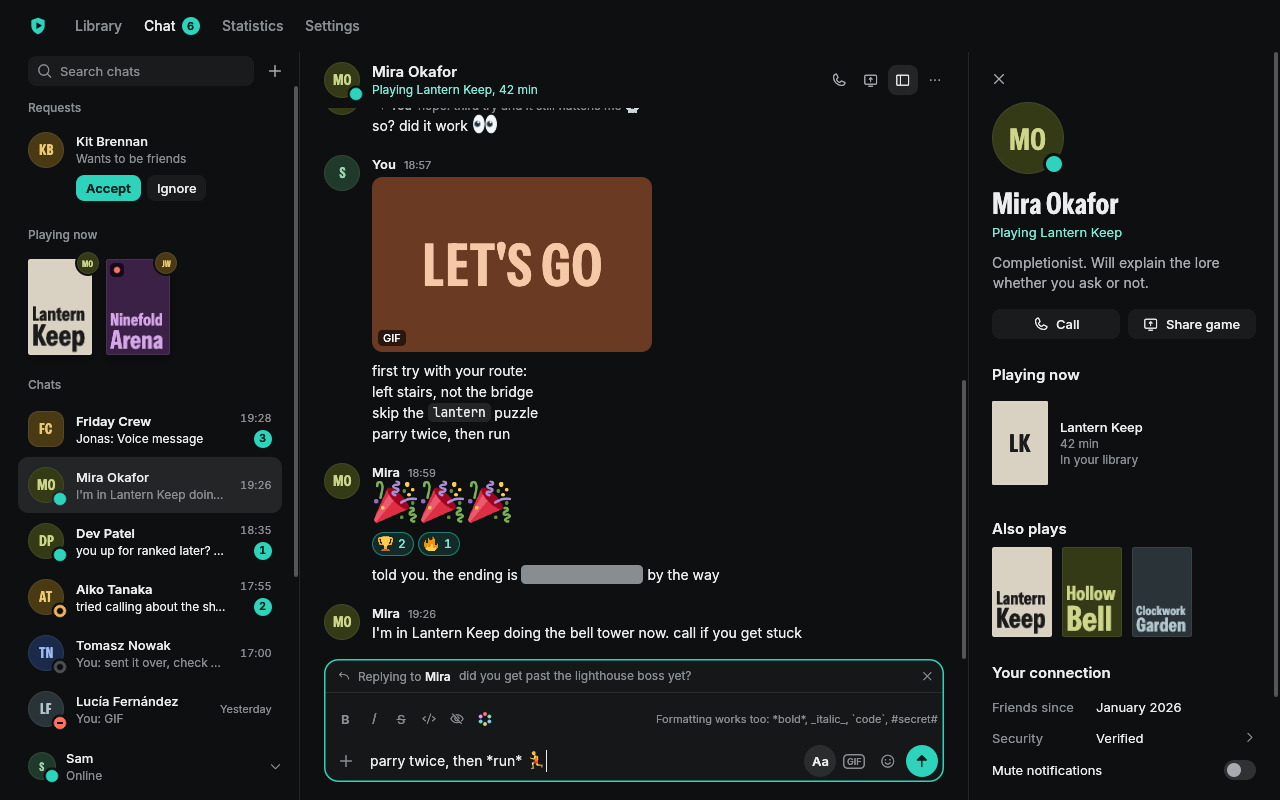 Library
Chat 6
Statistics
Settings
Search chats
Requests
KB
Kit Brennan
Wants to be friends
Accept
Ignore
Playing now
MO
Lantern
Keep
JW
Ninefold
Arena
Chats
FC
Friday Crew
19:28
Jonas: Voice message
3
MO
Mira Okafor
19:26
I'm in Lantern Keep doin...
DP
Dev Patel
18:35
you up for ranked later? ...
1
AT
Aiko Tanaka
17:55
tried calling about the sh...
2
TN
Tomasz Nowak
17:00
You: sent it over, check ...
LF
Lucía Fernández
Yesterday
You: GIF
S
Sam
Online
MO
Mira Okafor
Playing Lantern Keep, 42 min
so? did it work 👀
S
You 18:57
LET'S GO
GIF
first try with your route:
left stairs, not the bridge
skip the lantern puzzle
parry twice, then run
MO
Mira 18:59
🎉🎉🎉
🏆 2 🔥 1
told you. the ending is by the way
MO
Mira 19:26
I'm in Lantern Keep doing the bell tower now. call if you get stuck
Replying to Mira did you get past the lighthouse boss yet?
B I S </>
Formatting works too: *bold*, _italic_, `code`, #secret#
parry twice, then *run* 🏃
Aa
GIF
MO
Mira Okafor
Playing Lantern Keep
Completionist. Will explain the lore
whether you ask or not.
Call
Share game
Playing now
LK
Lantern Keep
42 min
In your library
Also plays
Lantern
Keep
Hollow
Bell
Clockwork
Garden
Your connection
Friends since January 2026
Security Verified
Mute notifications